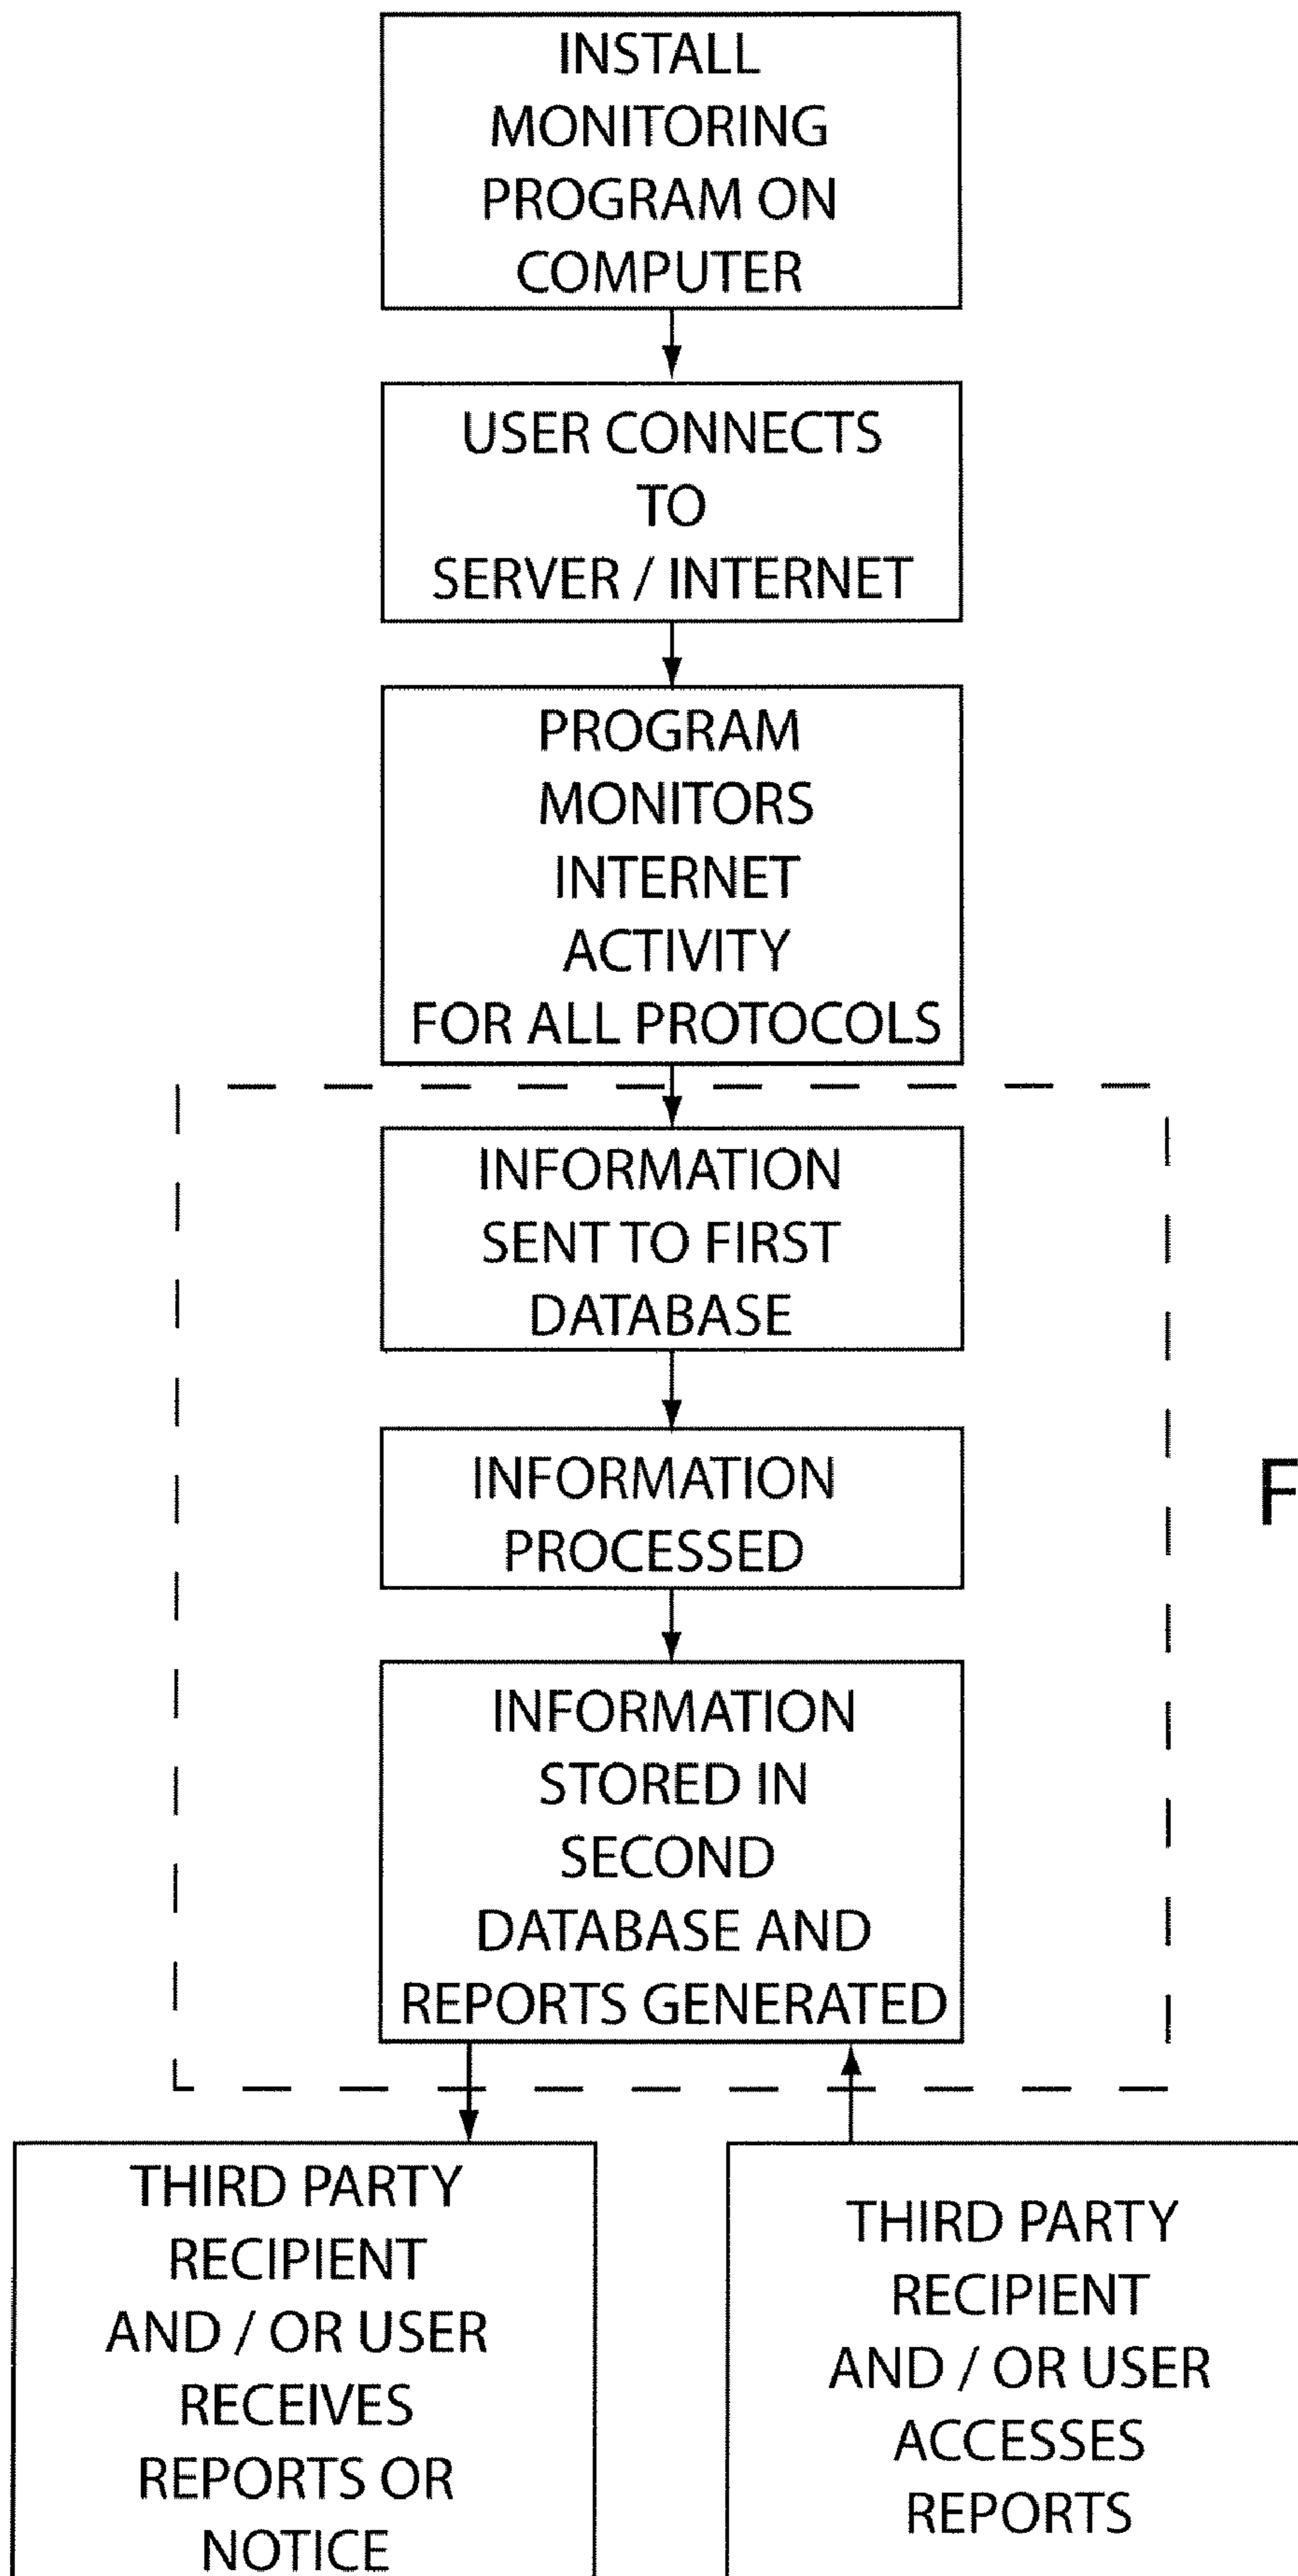 INSTALL
MONITORING
PROGRAM ON
COMPUTER
USER CONNECTS
TO
SERVER / INTERNET
PROGRAM
MONITORS
INTERNET
ACTIVITY
FOR ALL PROTOCOLS
INFORMATION
SENT TO FIRST
DATABASE
INFORMATION
PROCESSED
F
INFORMATION
STORED IN
SECOND
DATABASE AND
REPORTS GENERATED
THIRD PARTY
RECIPIENT
AND / OR USER
RECEIVES
REPORTS OR
NOTICE
THIRD PARTY
RECIPIENT
AND / OR USER
ACCESSES
REPORTS